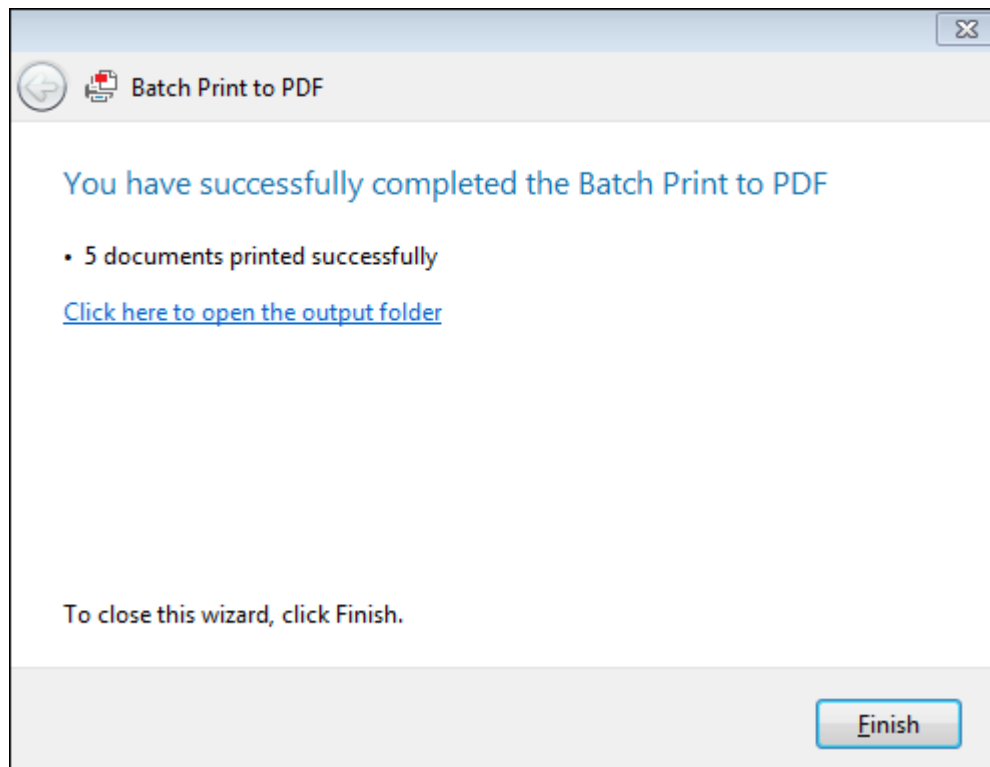 Batch Print to PDF
You have successfully completed the Batch Print to PDF
• 5 documents printed successfully
Click here to open the output folder
To close this wizard, click Finish.
Finish